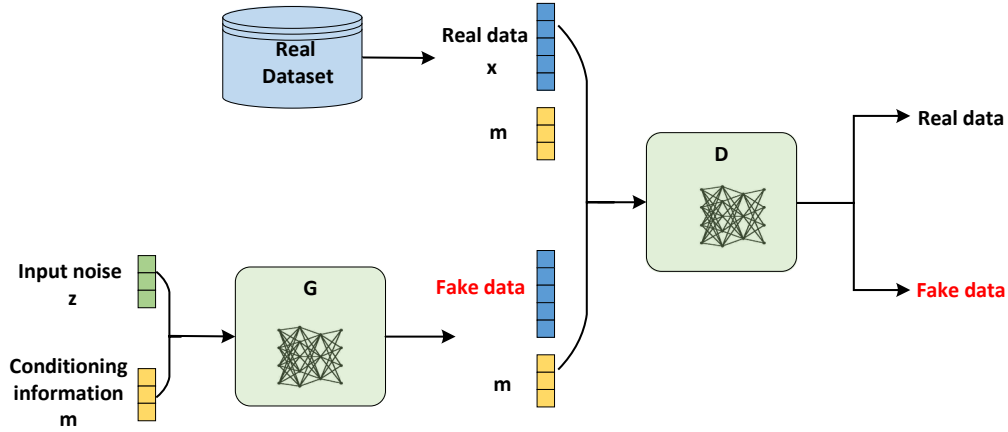 Real
Dataset
Real data
x
m
D
Real data
Fake data
Input noise
z
G
Fake data
Conditioning
information
m
m